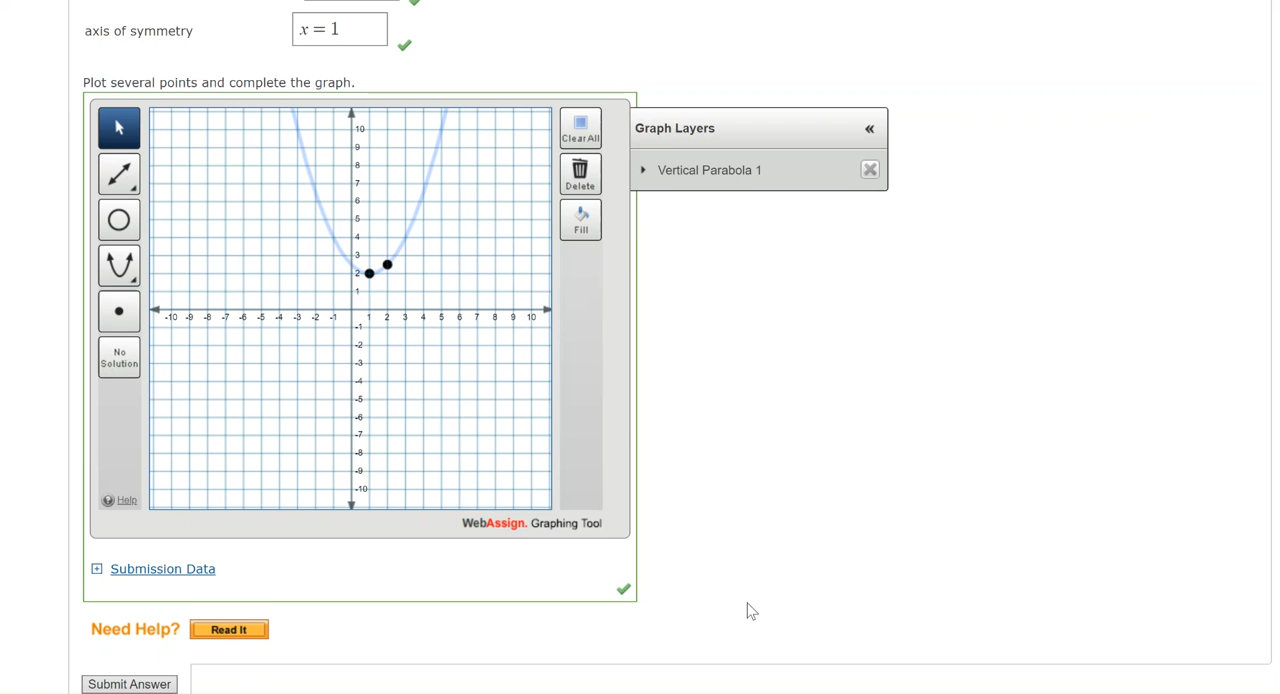 axis of symmetry
x = 1
Plot several points and complete the graph.
No
Solution
Help
10
9
8
7
6
5
4
3
2
1
-10 -9 -8 -7 -6 -5 -4 -3 -2 -1 1 2 3 4 5 6 7 8 9 10
-1
-2
-3
-4
-5
-6
-7
-8
-9
-10
Clear All
Delete
Fill
WebAssign. Graphing Tool
Graph Layers «
Vertical Parabola 1
Submission Data
Need Help? Read It
Submit Answer